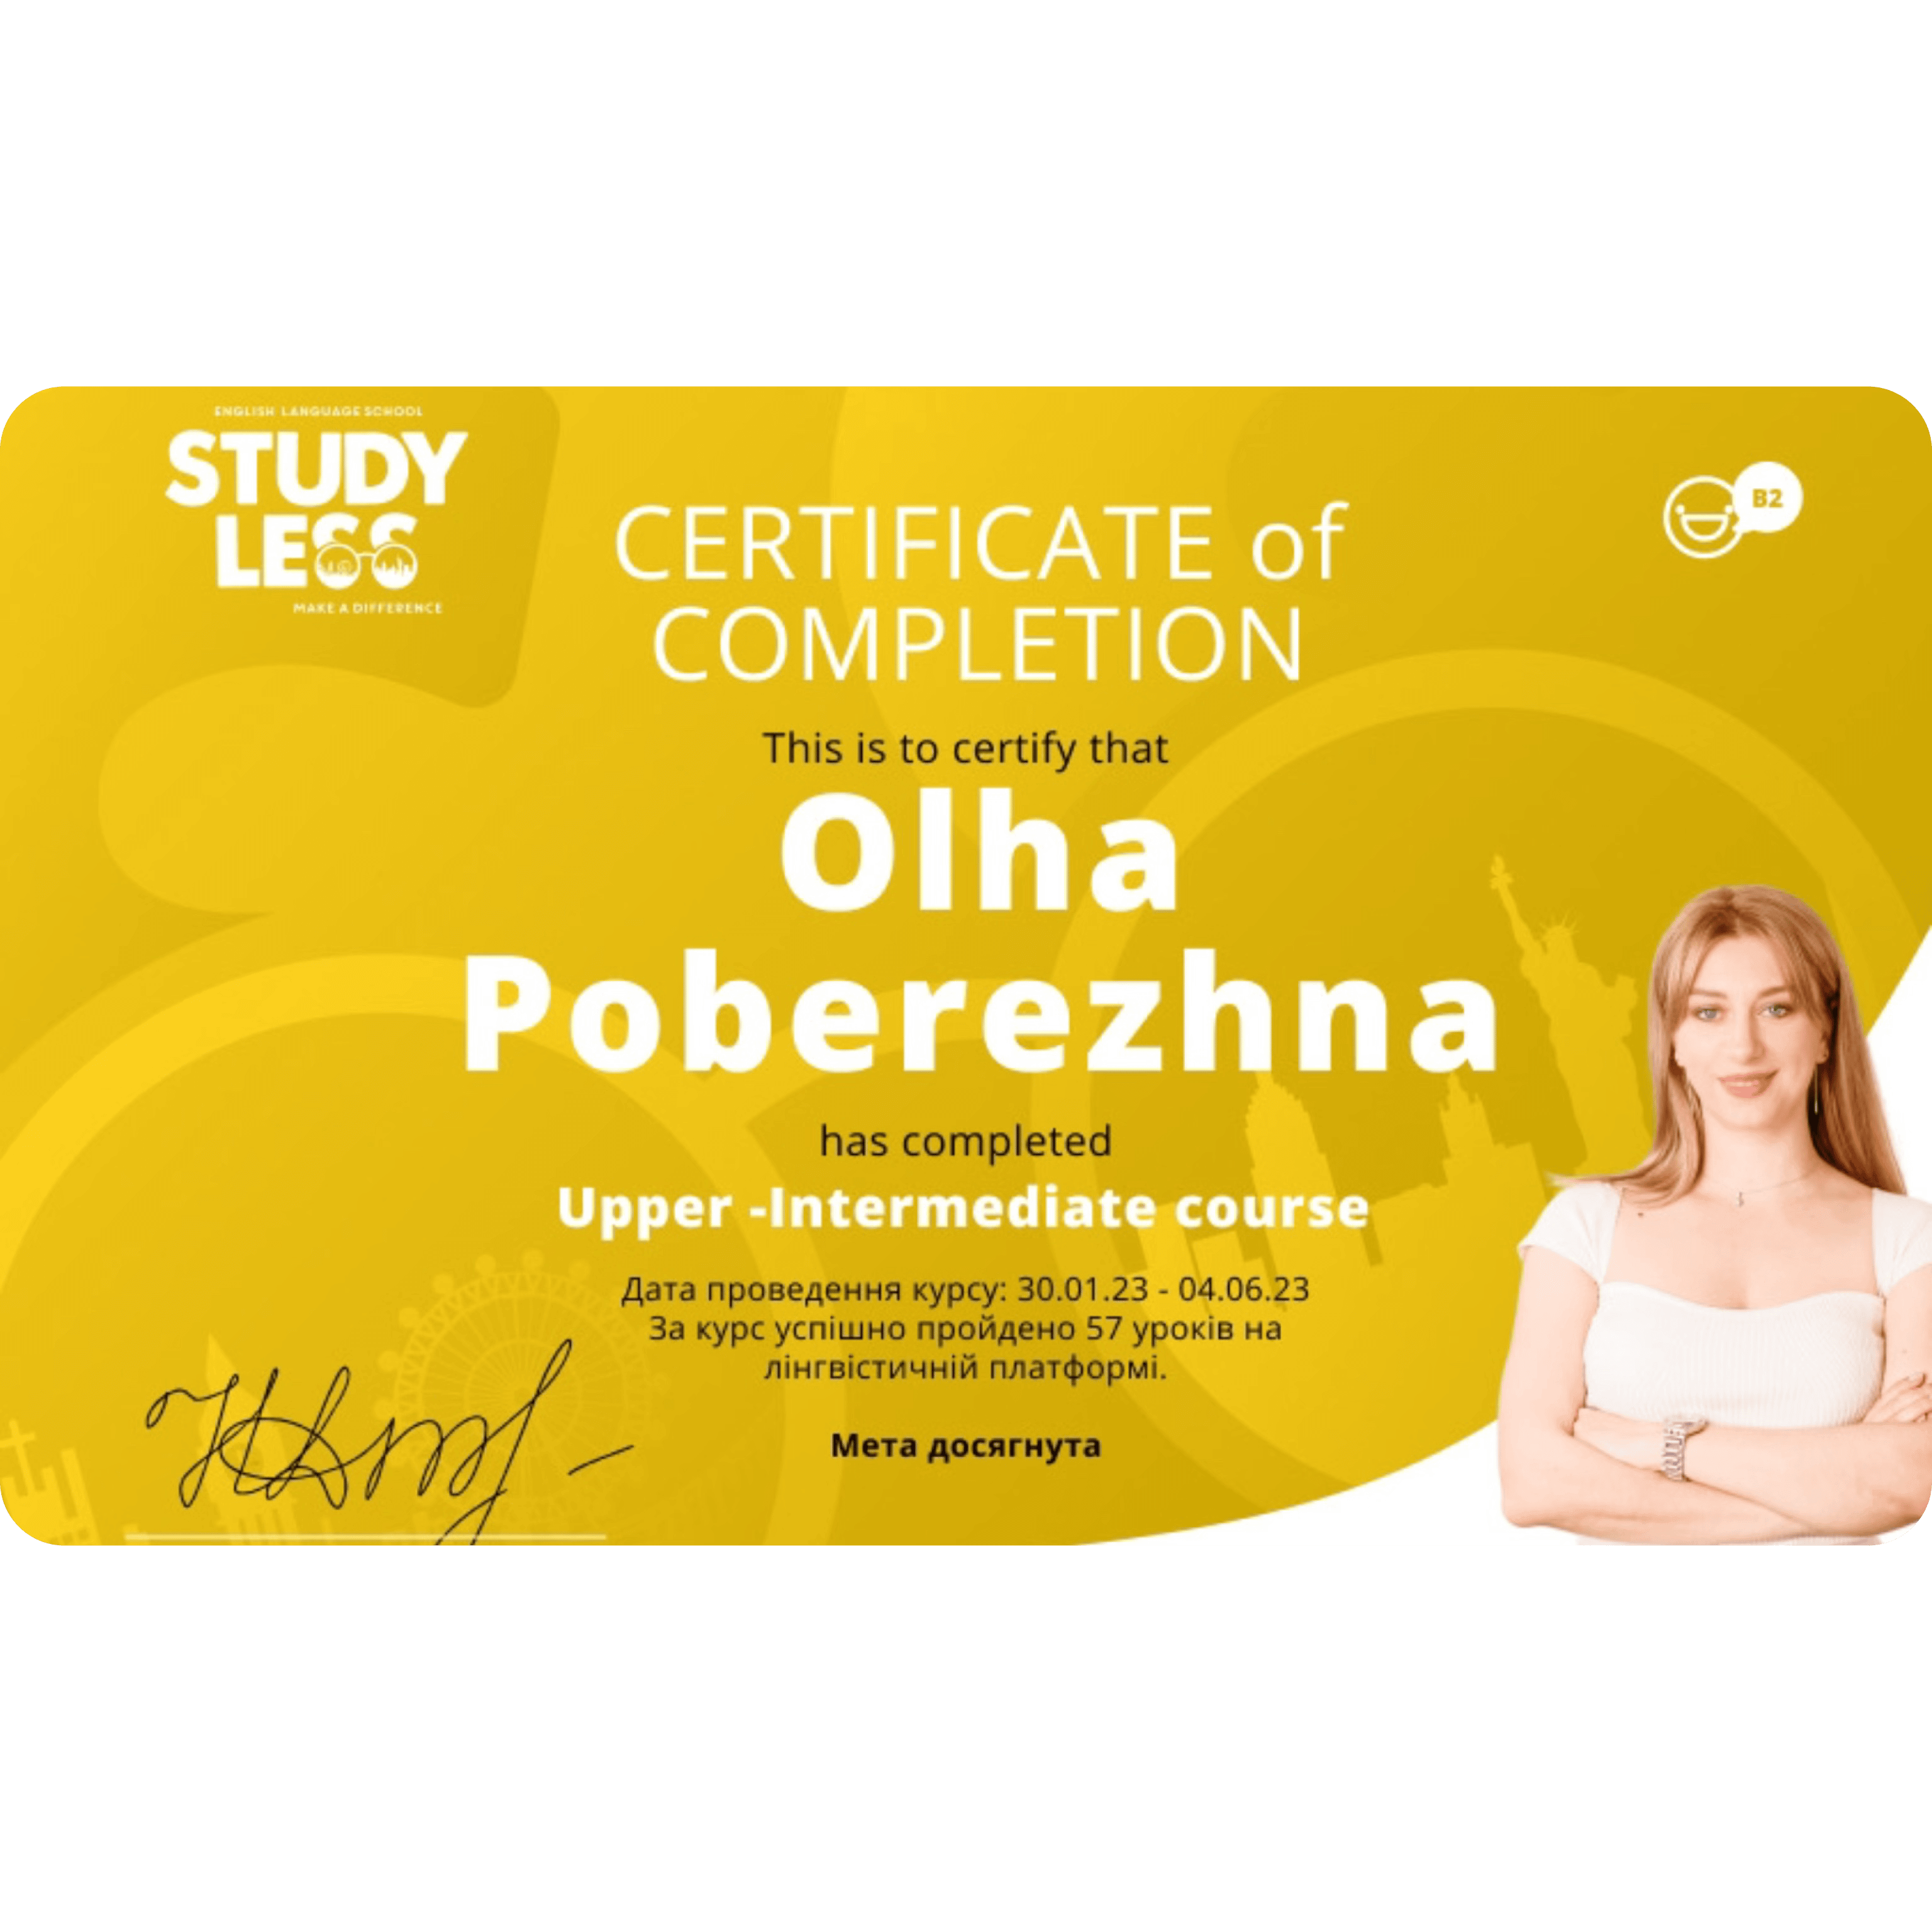 ENGLISH LANGUAGE SCHOOL
STUDY
LESS
MAKE A DIFFERENCE
B2
CERTIFICATE of
COMPLETION
This is to certify that
Olha
Poberezhna
has completed
Upper -Intermediate course
Дата проведення курсу: 30.01.23 - 04.06.23
За курс успішно пройдено 57 уроків на
лінгвістичній платформі.
Мета досягнута